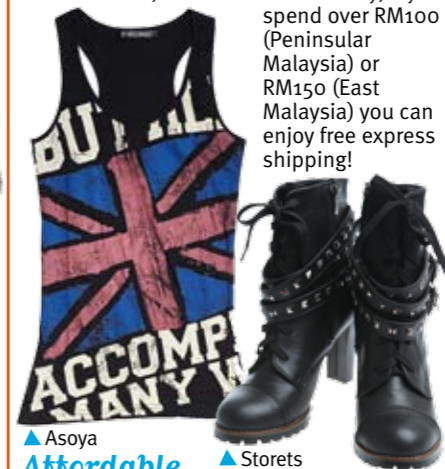 spend over RM100
(Peninsular
Malaysia) or
RM150 (East
Malaysia) you can
enjoy free express
shipping!
ACCOMP
MANY W
▲ Asoya
▲ Storets
Affordable